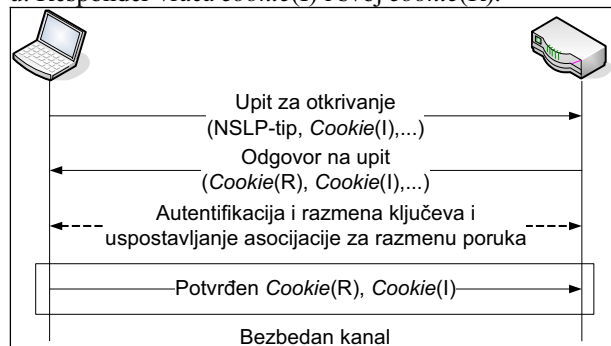 u. Responder vraća cookie(I) i svoj cookie(R).
Upit za otkrivanje
(NSLP-tip, Cookie(I),...)
Odgovor na upit
(Cookie(R), Cookie(I),...)
Autentifikacija i razmena ključeva i
uspostavljanje asocijacije za razmenu poruka
Potvrđen Cookie(R), Cookie(I)
Bezbedan kanal